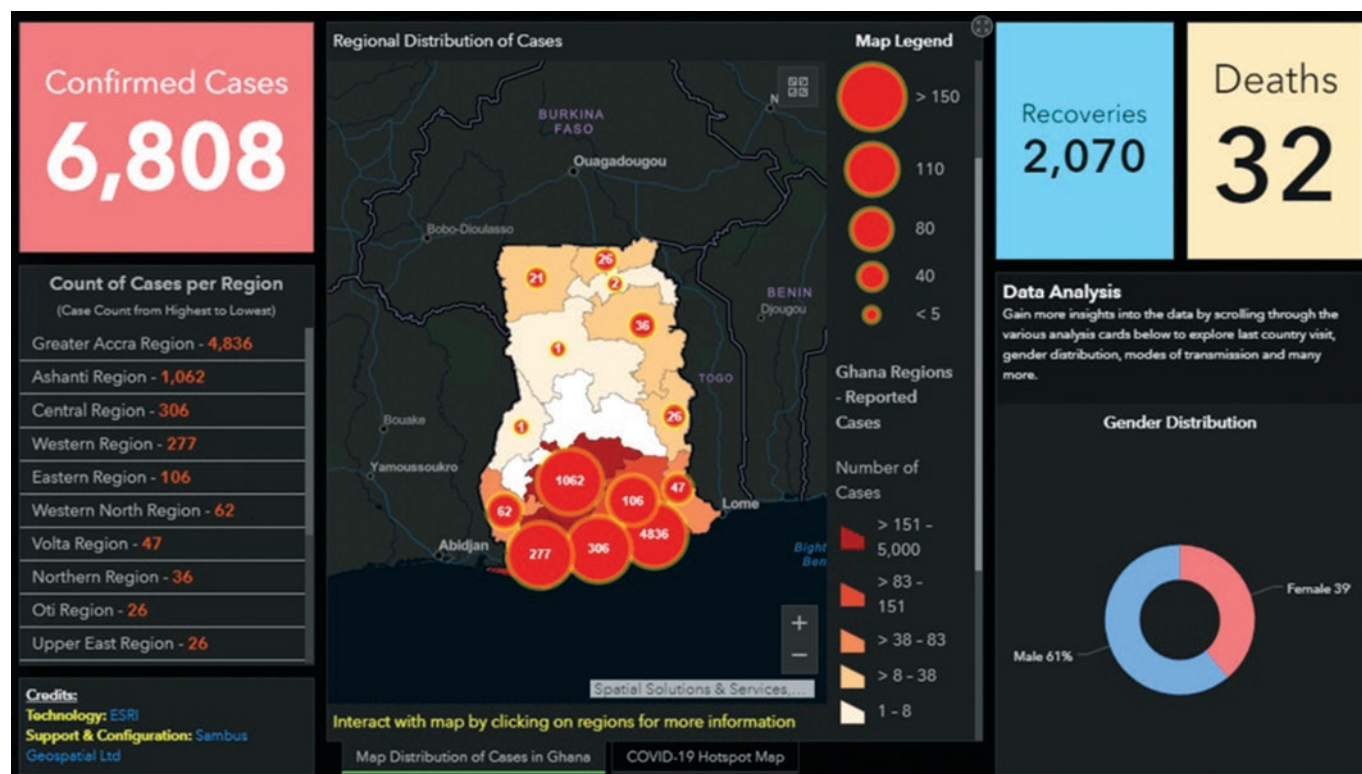 Confirmed Cases
6,808
Count of Cases per Region
(Case Count from Highest to Lowest)
Greater Accra Region - 4,836
Ashanti Region - 1,062
Central Region - 306
Western Region - 277
Eastern Region - 106
Western North Region - 62
Volta Region - 47
Northern Region - 36
Oti Region - 26
Upper East Region - 26
Credits:
Technology: ESRI
Support & Configuration: Sambus
Geospatial Ltd
Regional Distribution of Cases
N
BURKINA
FASO
Ouagadougou
Bobo-Dioulasso
BENIN
Djougou
TOGO
Bouake
Yamoussoukro
Abidjan
Lome
Bight
Ben
21
26
2
36
1
26
1
1062
106
47
62
4836
277
306
+
−
Spatial Solutions & Services,...
Interact with map by clicking on regions for more information
Map Distribution of Cases in Ghana
COVID-19 Hotspot Map
Map Legend
> 150
110
80
40
< 5
Ghana Regions
- Reported
Cases
Number of
Cases
> 151 –
5,000
> 83 –
151
> 38 – 83
> 8 – 38
1 – 8
Recoveries
2,070
Deaths
32
Data Analysis
Gain more insights into the data by scrolling through the
various analysis cards below to explore last country visit,
gender distribution, modes of transmission and many
more.
Gender Distribution
Female 39
Male 61%